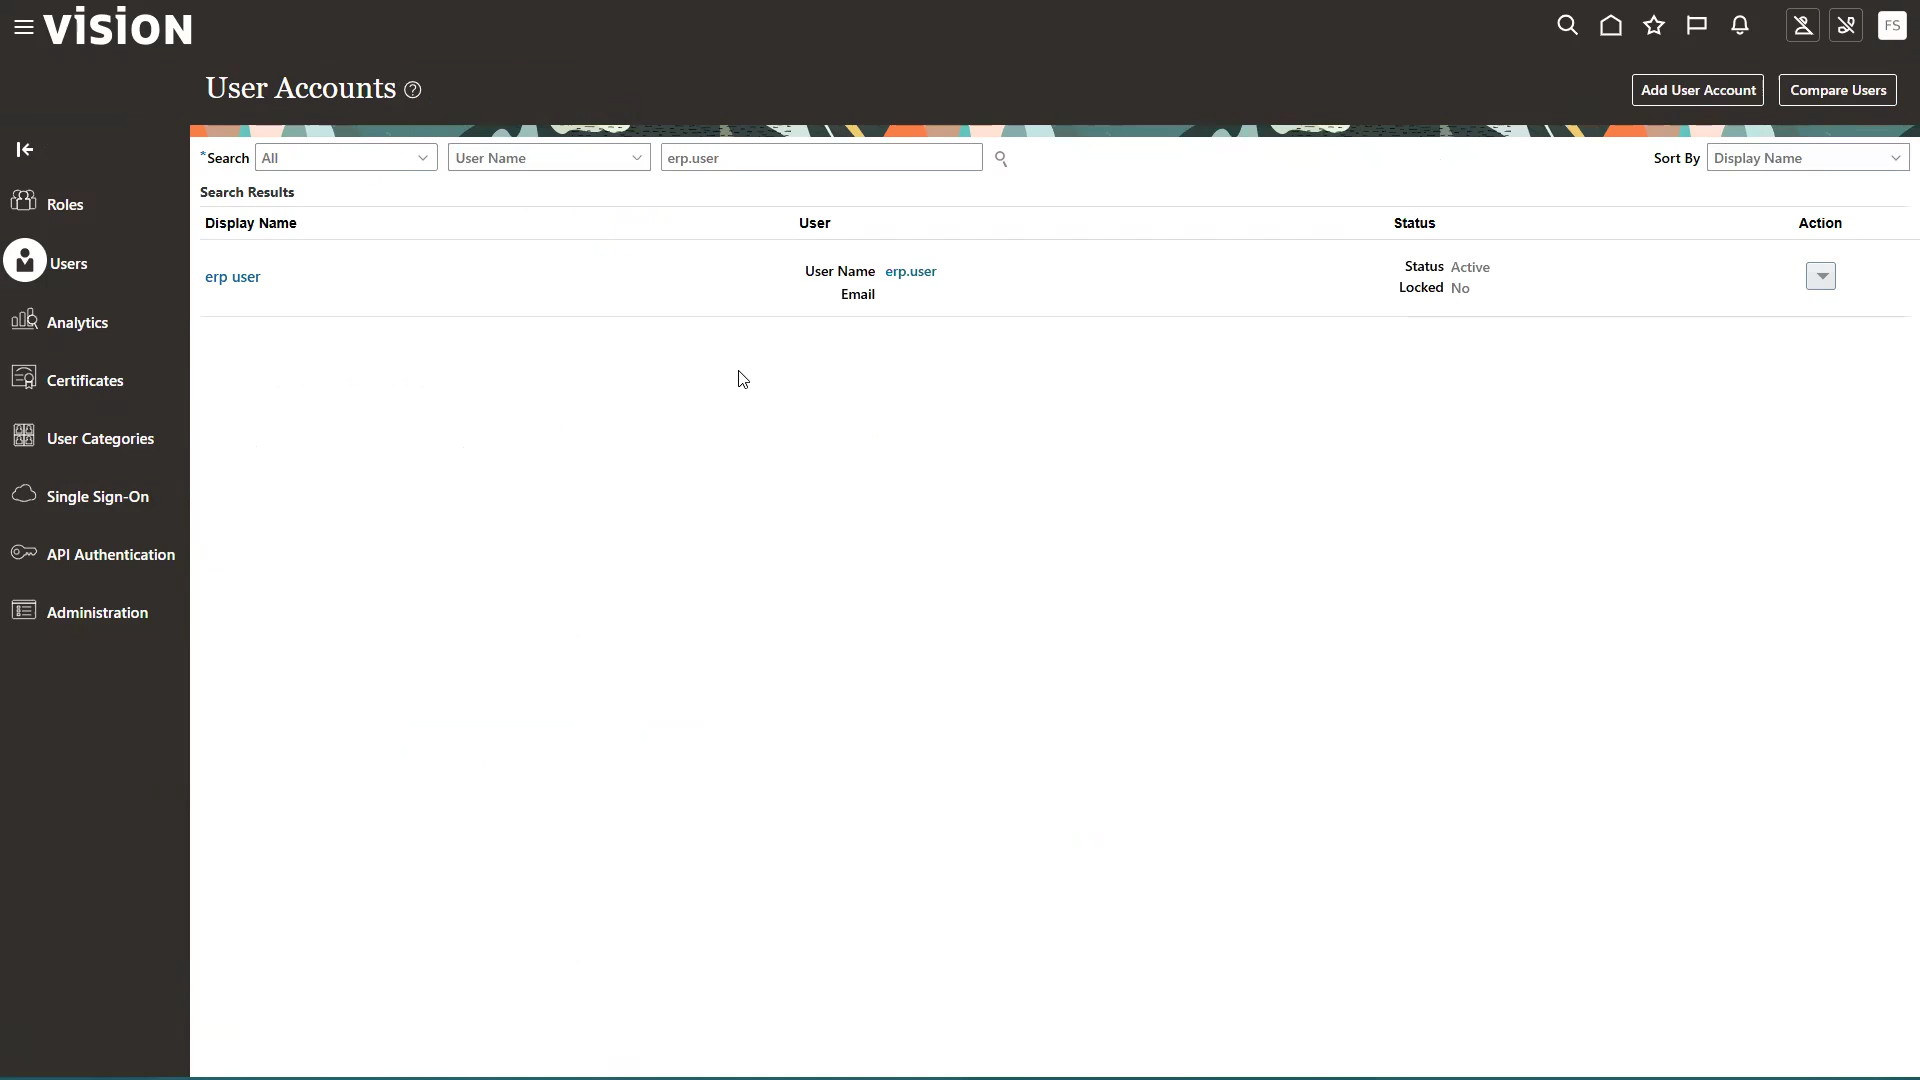 vision
FS
User Accounts ?
Add User Account
Compare Users
*Search All User Name erp.user
Sort By Display Name
Search Results
Display Name User Status Action
erp user
User Name erp.user
Email
Status Active
Locked No
Roles
Users
Analytics
Certificates
User Categories
Single Sign-On
API Authentication
Administration